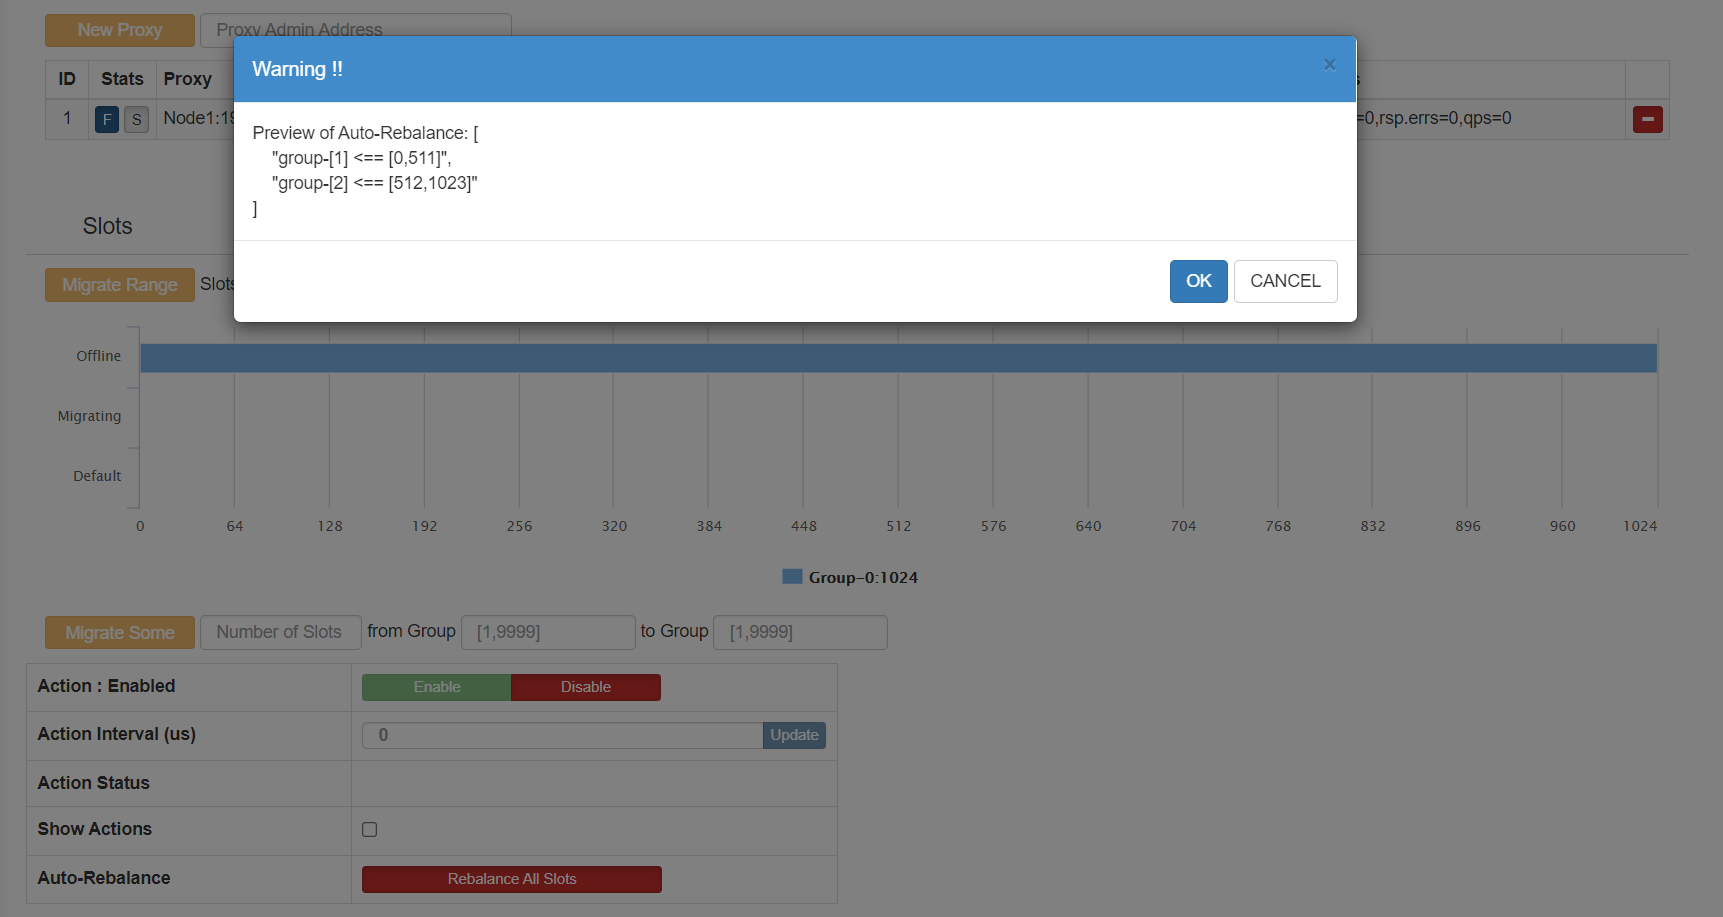 New Proxy Proxy Admin Address
Warning !!
×
ID Stats Proxy
1 F S Node1:19 =0,rsp.errs=0,qps=0
Preview of Auto-Rebalance: [
"group-[1] <== [0,511]",
"group-[2] <== [512,1023]"
]
OK CANCEL
Slots
Migrate Range Slots
Offline
Migrating
Default
0 64 128 192 256 320 384 448 512 576 640 704 768 832 896 960 1024
Group-0:1024
Migrate Some Number of Slots from Group [1,9999] to Group [1,9999]
Action : Enabled Enable Disable
Action Interval (us) 0 Update
Action Status
Show Actions
Auto-Rebalance Rebalance All Slots